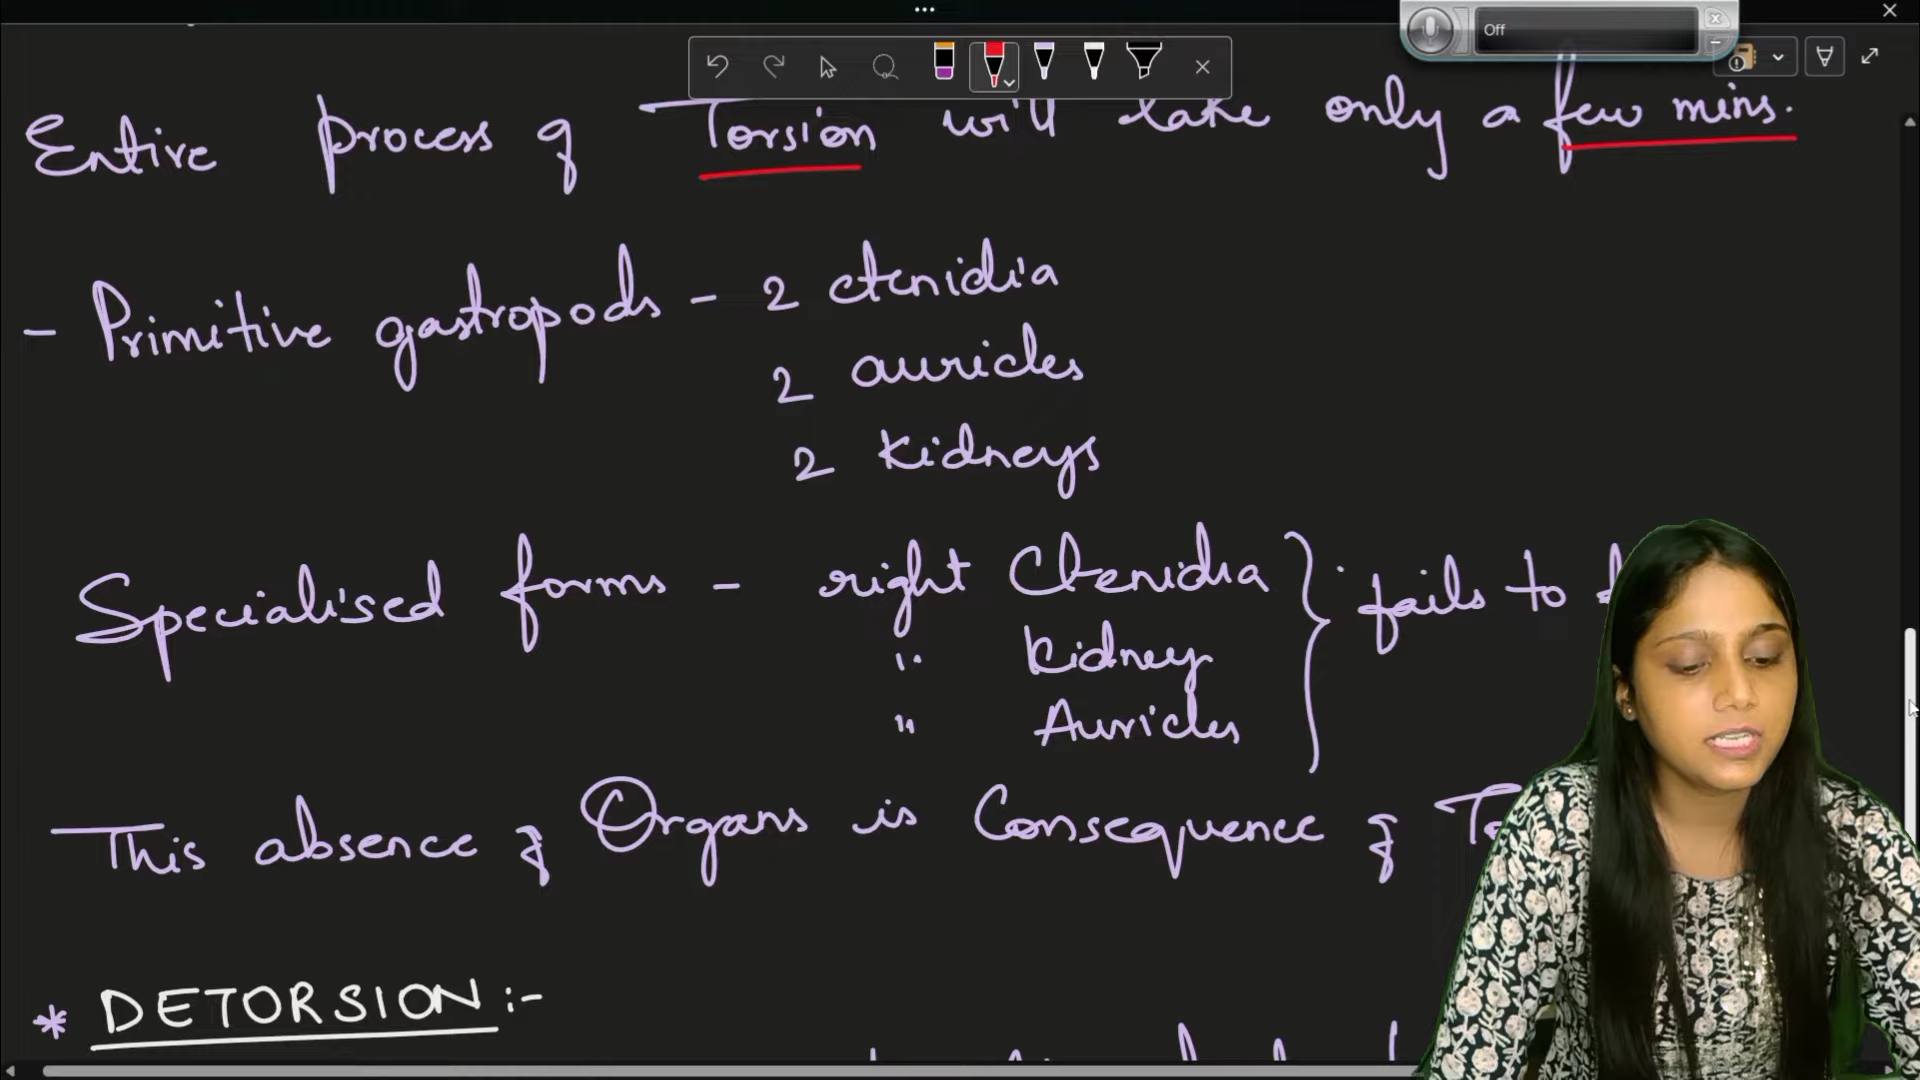 Off
Entire process of Torsion will take only a few mins.
- Primitive gastropods - 2 ctenidia
2 auricles
2 kidneys
Specialised forms - right Ctenidia } fails to
" Kidney
" Auricles
This absence of Organs is Consequence of
* DETORSION :-